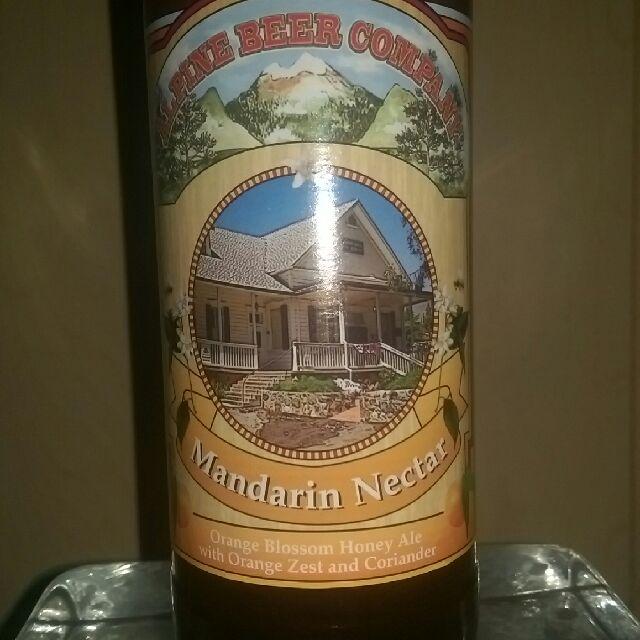 ALPINE BEER COMPANY
Mandarin Nectar
Orange Blossom Honey Ale
with Orange Zest and Coriander